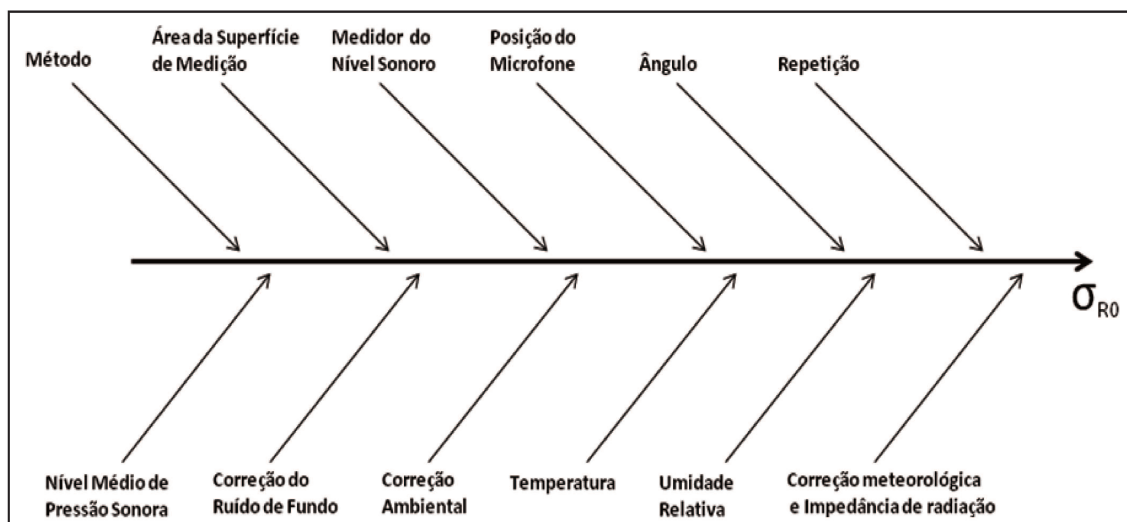 Método
Área da Superfície
de Medição
Medidor do
Nível Sonoro
Posição do
Microfone
Ângulo
Repetição
σR0
Nível Médio de
Pressão Sonora
Correção do
Ruído de Fundo
Correção
Ambiental
Temperatura
Umidade
Relativa
Correção meteorológica
e Impedância de radiação